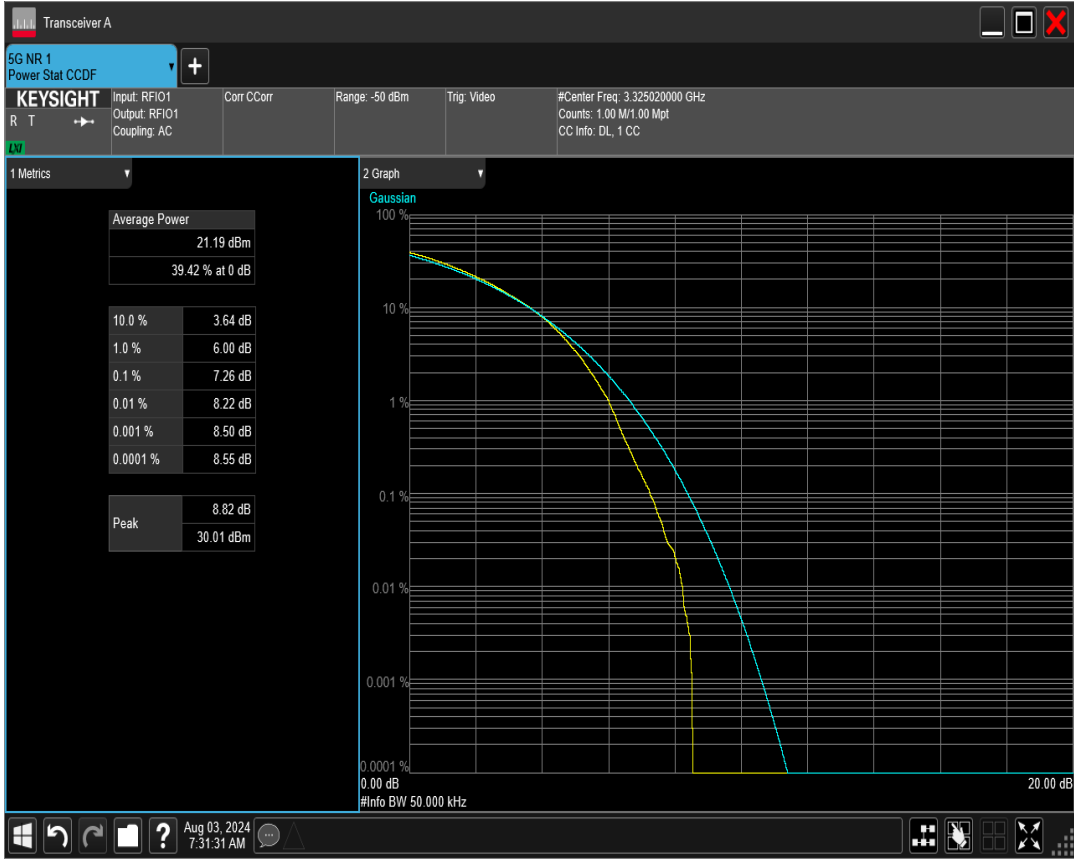 Transceiver A
5G NR 1
Power Stat CCDF
KEYSIGHT
R T
LXI
Input: RFIO1
Output: RFIO1
Coupling: AC
Corr CCorr
Range: -50 dBm
Trig: Video
#Center Freq: 3.325020000 GHz
Counts: 1.00 M/1.00 Mpt
CC Info: DL, 1 CC
1 Metrics
Average Power
21.19 dBm
39.42 % at 0 dB
10.0 % 3.64 dB
1.0 % 6.00 dB
0.1 % 7.26 dB
0.01 % 8.22 dB
0.001 % 8.50 dB
0.0001 % 8.55 dB
Peak 8.82 dB
30.01 dBm
2 Graph
Gaussian
100 %
10 %
1 %
0.1 %
0.01 %
0.001 %
0.0001 %
0.00 dB 20.00 dB
#Info BW 50.000 kHz
?
Aug 03, 2024
7:31:31 AM